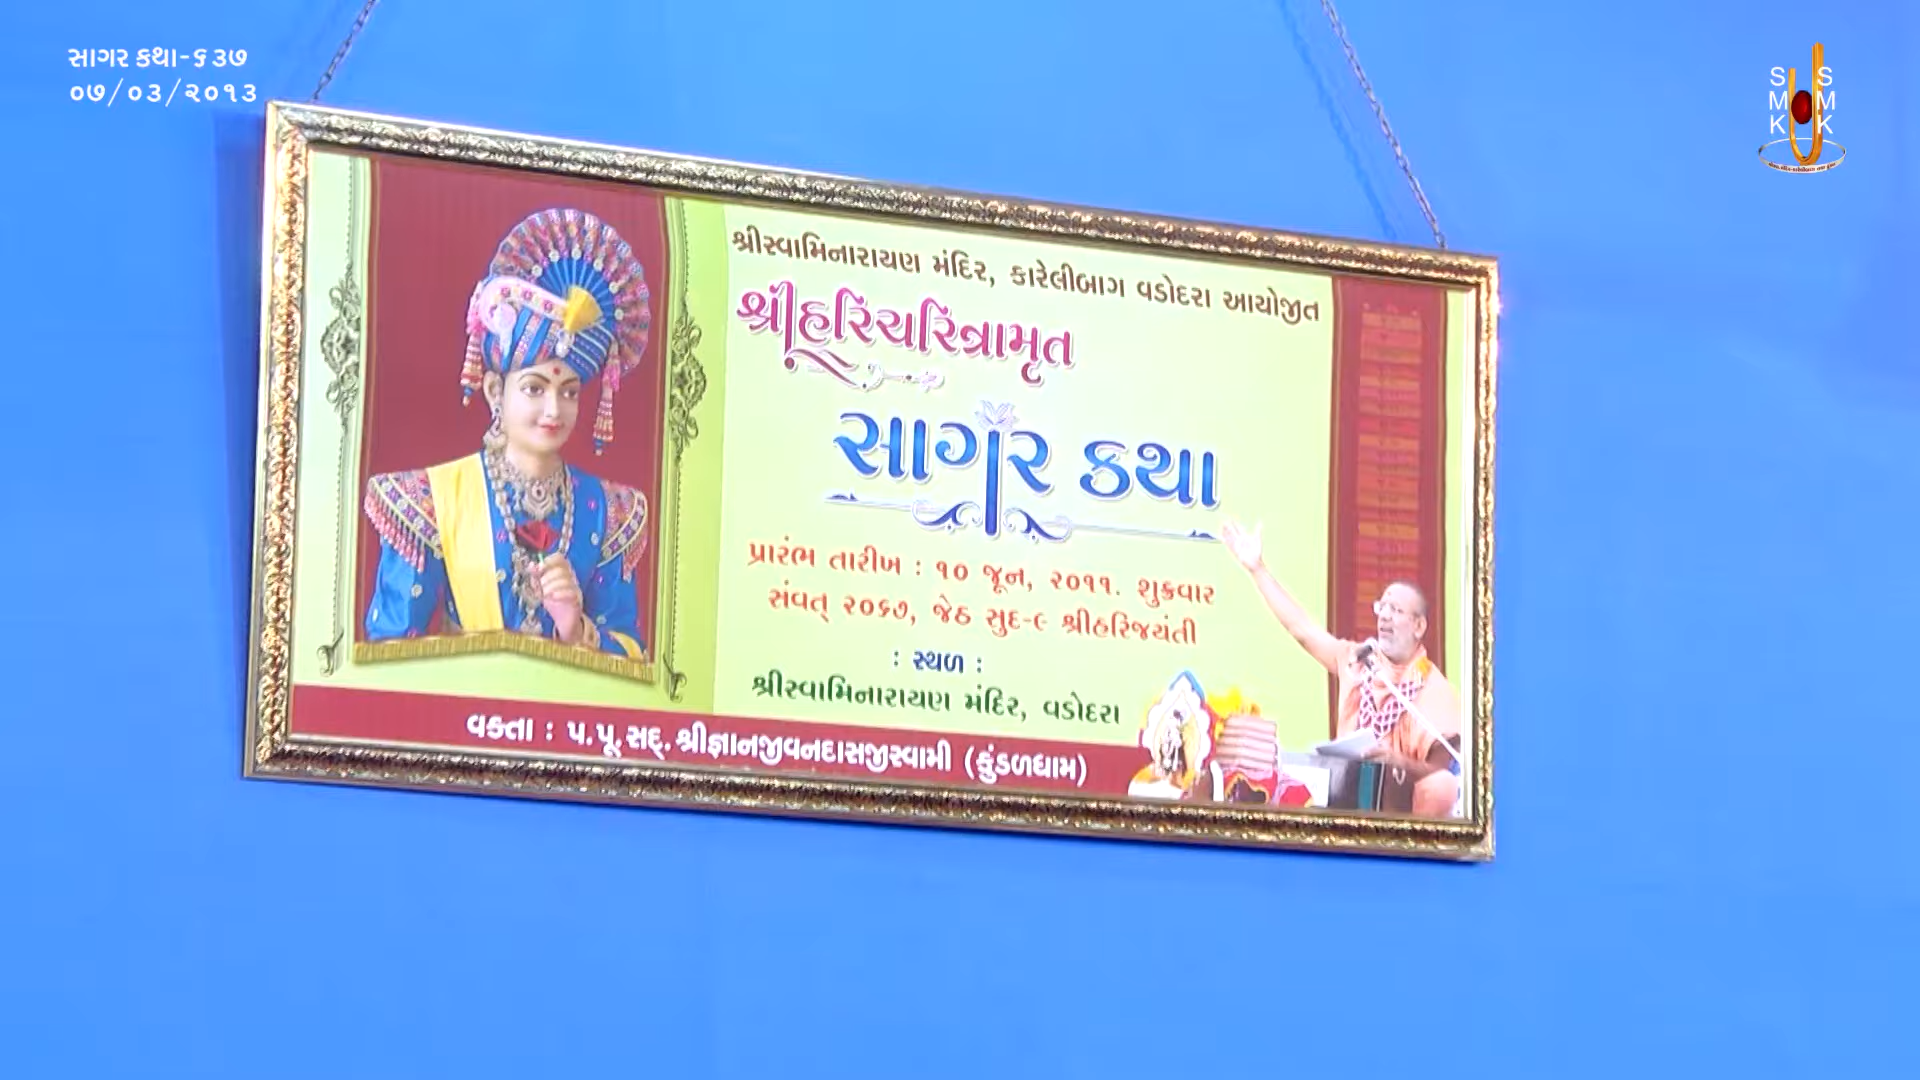 સાગર કથા-૬૩૭
૦૭/૦૩/૨૦૧૩
S S
M M
K K
શ્રીસ્વામિનારાયણ મંદિર, કારેલીબાગ વડોદરા આયોજીત
શ્રીહરિચરિત્રામૃત
સાગર કથા
પ્રારંભ તારીખ : ૧૦ જૂન, ૨૦૧૧. શુક્રવાર
સંવત્ ૨૦૬૭, જેઠ સુદ-૯ શ્રીહરિજયંતી
: સ્થળ :
શ્રીસ્વામિનારાયણ મંદિર, વડોદરા
વક્તા : પ.પૂ.સદ્.શ્રીજ્ઞાનજીવનદાસજીસ્વામી (કુંડળધામ)